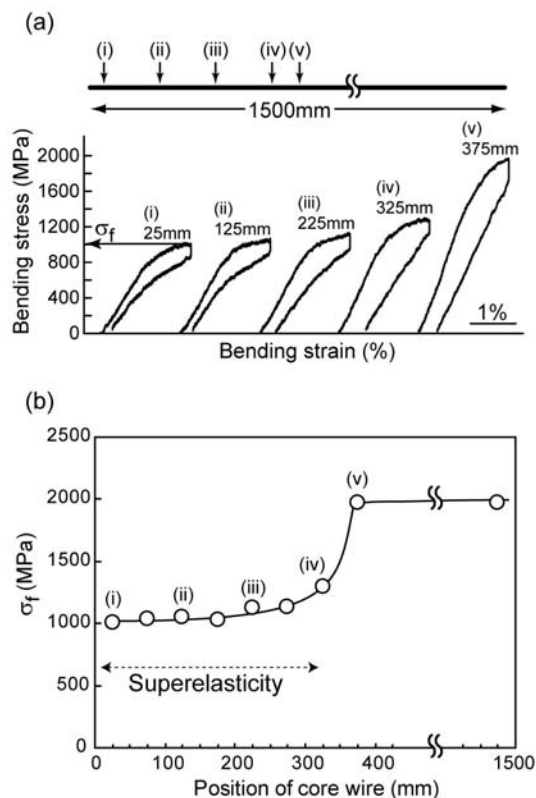 (a)
(i) (ii) (iii) (iv) (v)
1500mm
Bending stress (MPa)
2000
1600
1200
800
400
0
σf
(i)
25mm
(ii)
125mm
(iii)
225mm
(iv)
325mm
(v)
375mm
1%
Bending strain (%)
(b)
σf (MPa)
2500
2000
1500
1000
500
0
(i)
(ii)
(iii)
(iv)
(v)
Superelasticity
0 100 200 300 400 1500
Position of core wire (mm)